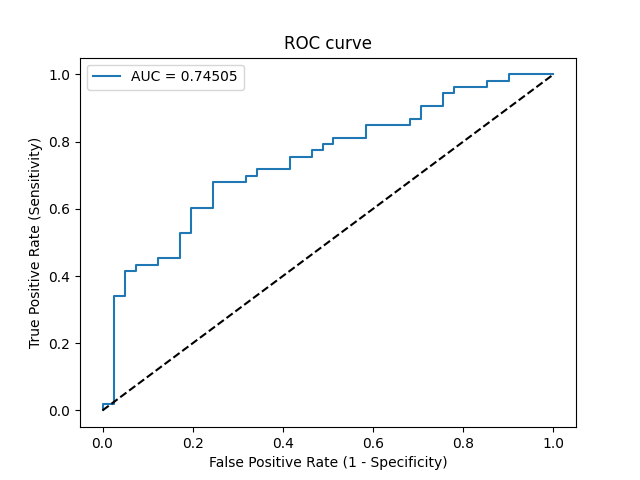 ROC curve
AUC = 0.74505
True Positive Rate (Sensitivity)
1.0
0.8
0.6
0.4
0.2
0.0
0.0 0.2 0.4 0.6 0.8 1.0
False Positive Rate (1 - Specificity)